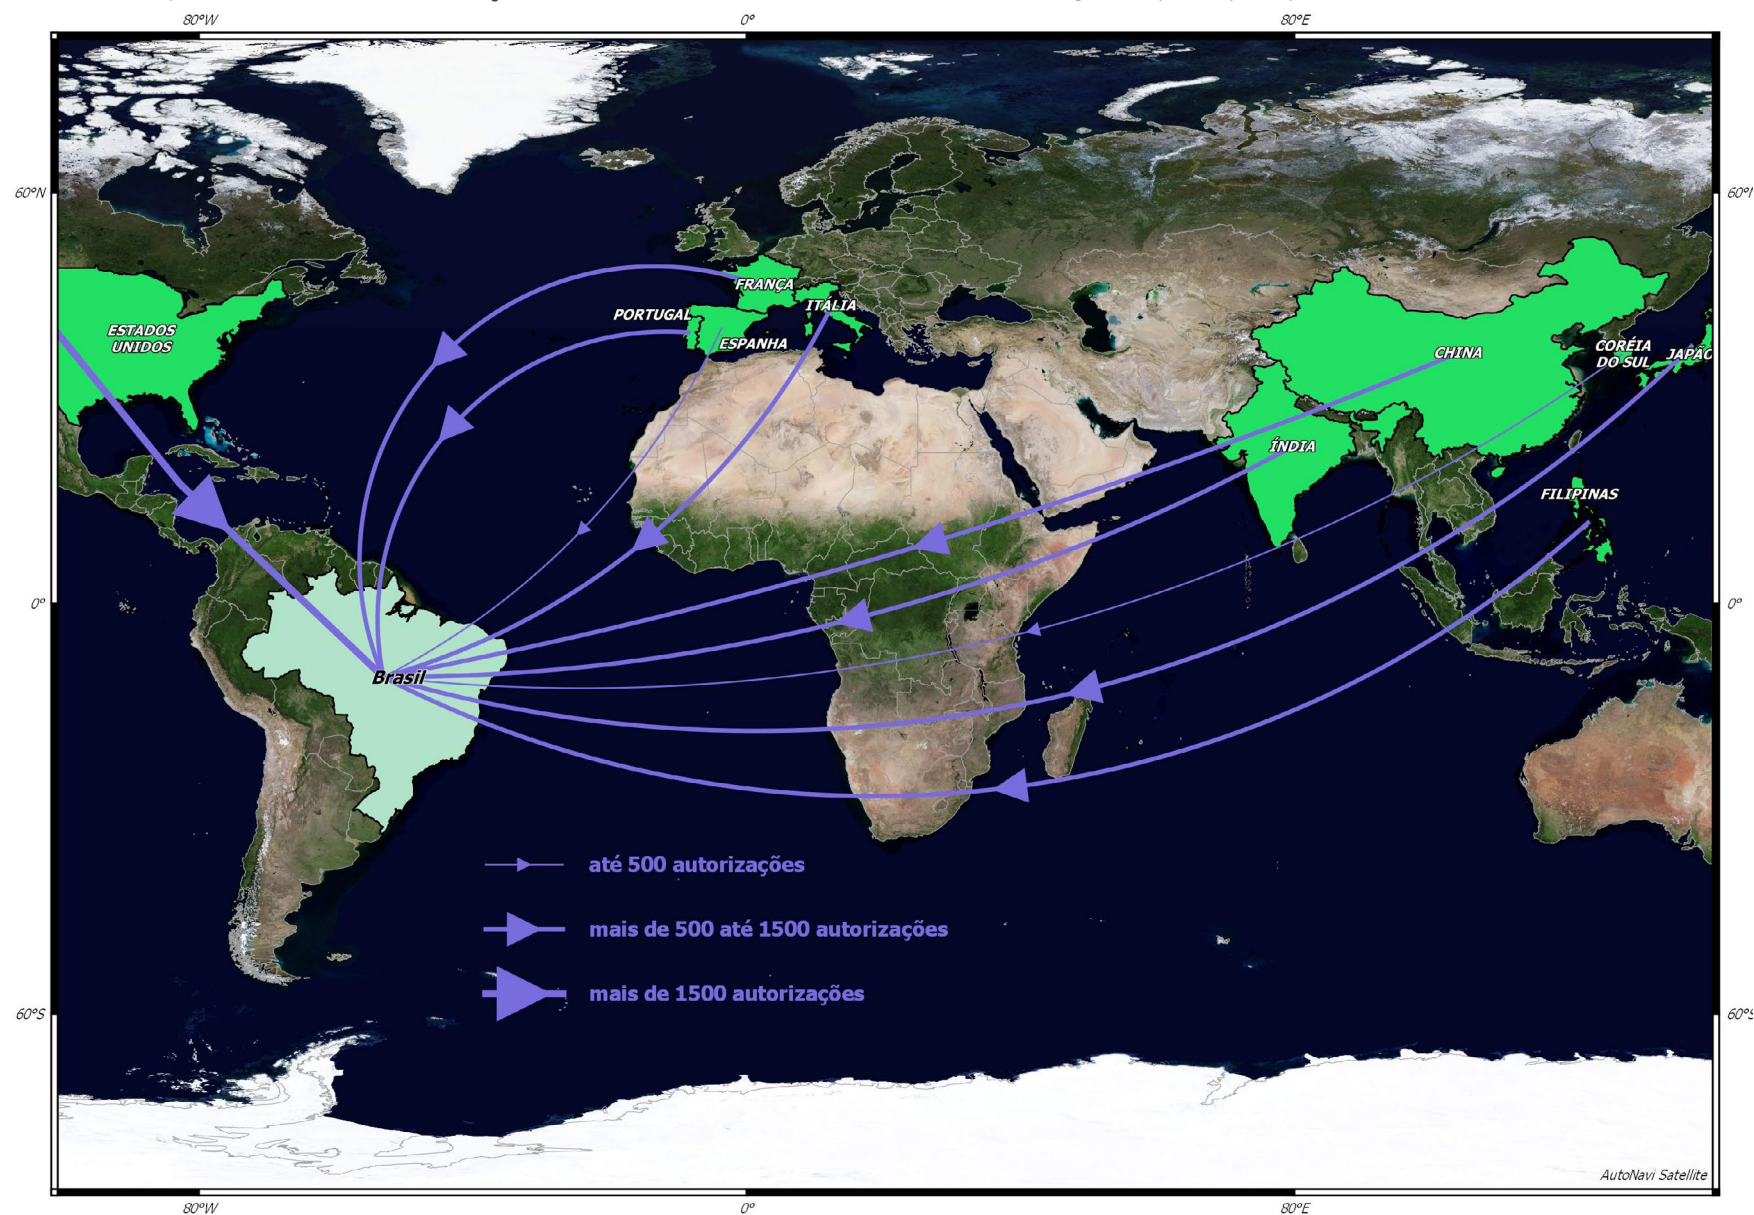 80°W 0° 80°E
60°N 60°N
FRANÇA
ITÁLIA
PORTUGAL
ESPANHA
ESTADOS
UNIDOS
CHINA
CORÉIA
DO SUL
JAPÃO
ÍNDIA
FILIPINAS
0° 0°
Brasil
até 500 autorizações
mais de 500 até 1500 autorizações
mais de 1500 autorizações
60°S 60°S
AutoNavi Satellite
80°W 0° 80°E